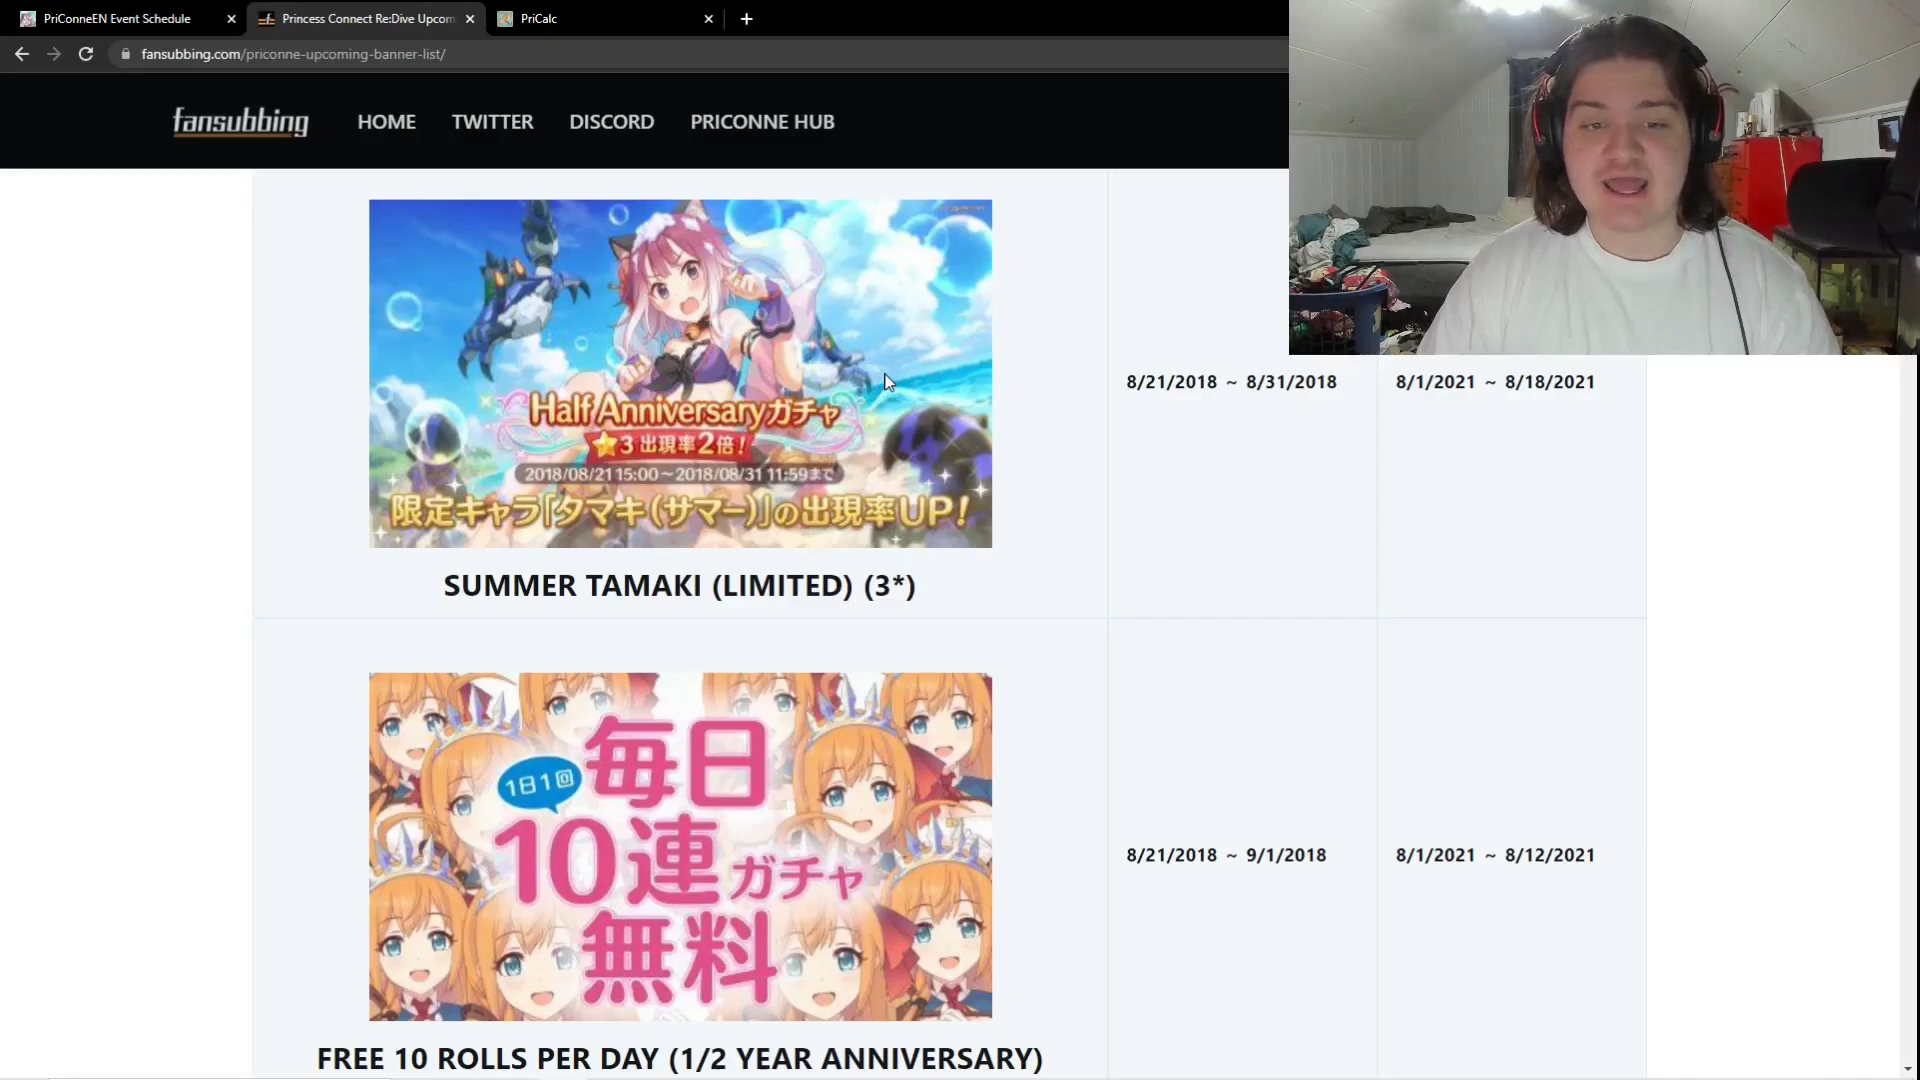 PriConneEN Event Schedule
Princess Connect Re:Dive Upcom
PriCalc
fansubbing.com/priconne-upcoming-banner-list/
fansubbing
HOME
TWITTER
DISCORD
PRICONNE HUB
Half Anniversaryガチャ
3 出現率2倍!
2018/08/21 15:00~2018/08/31 11:59まで
限定キャラ「タマキ(サマー)」の出現率UP!
8/21/2018 ~ 8/31/2018
8/1/2021 ~ 8/18/2021
SUMMER TAMAKI (LIMITED) (3*)
1日1回
毎日
10連ガチャ
無料
8/21/2018 ~ 9/1/2018
8/1/2021 ~ 8/12/2021
FREE 10 ROLLS PER DAY (1/2 YEAR ANNIVERSARY)